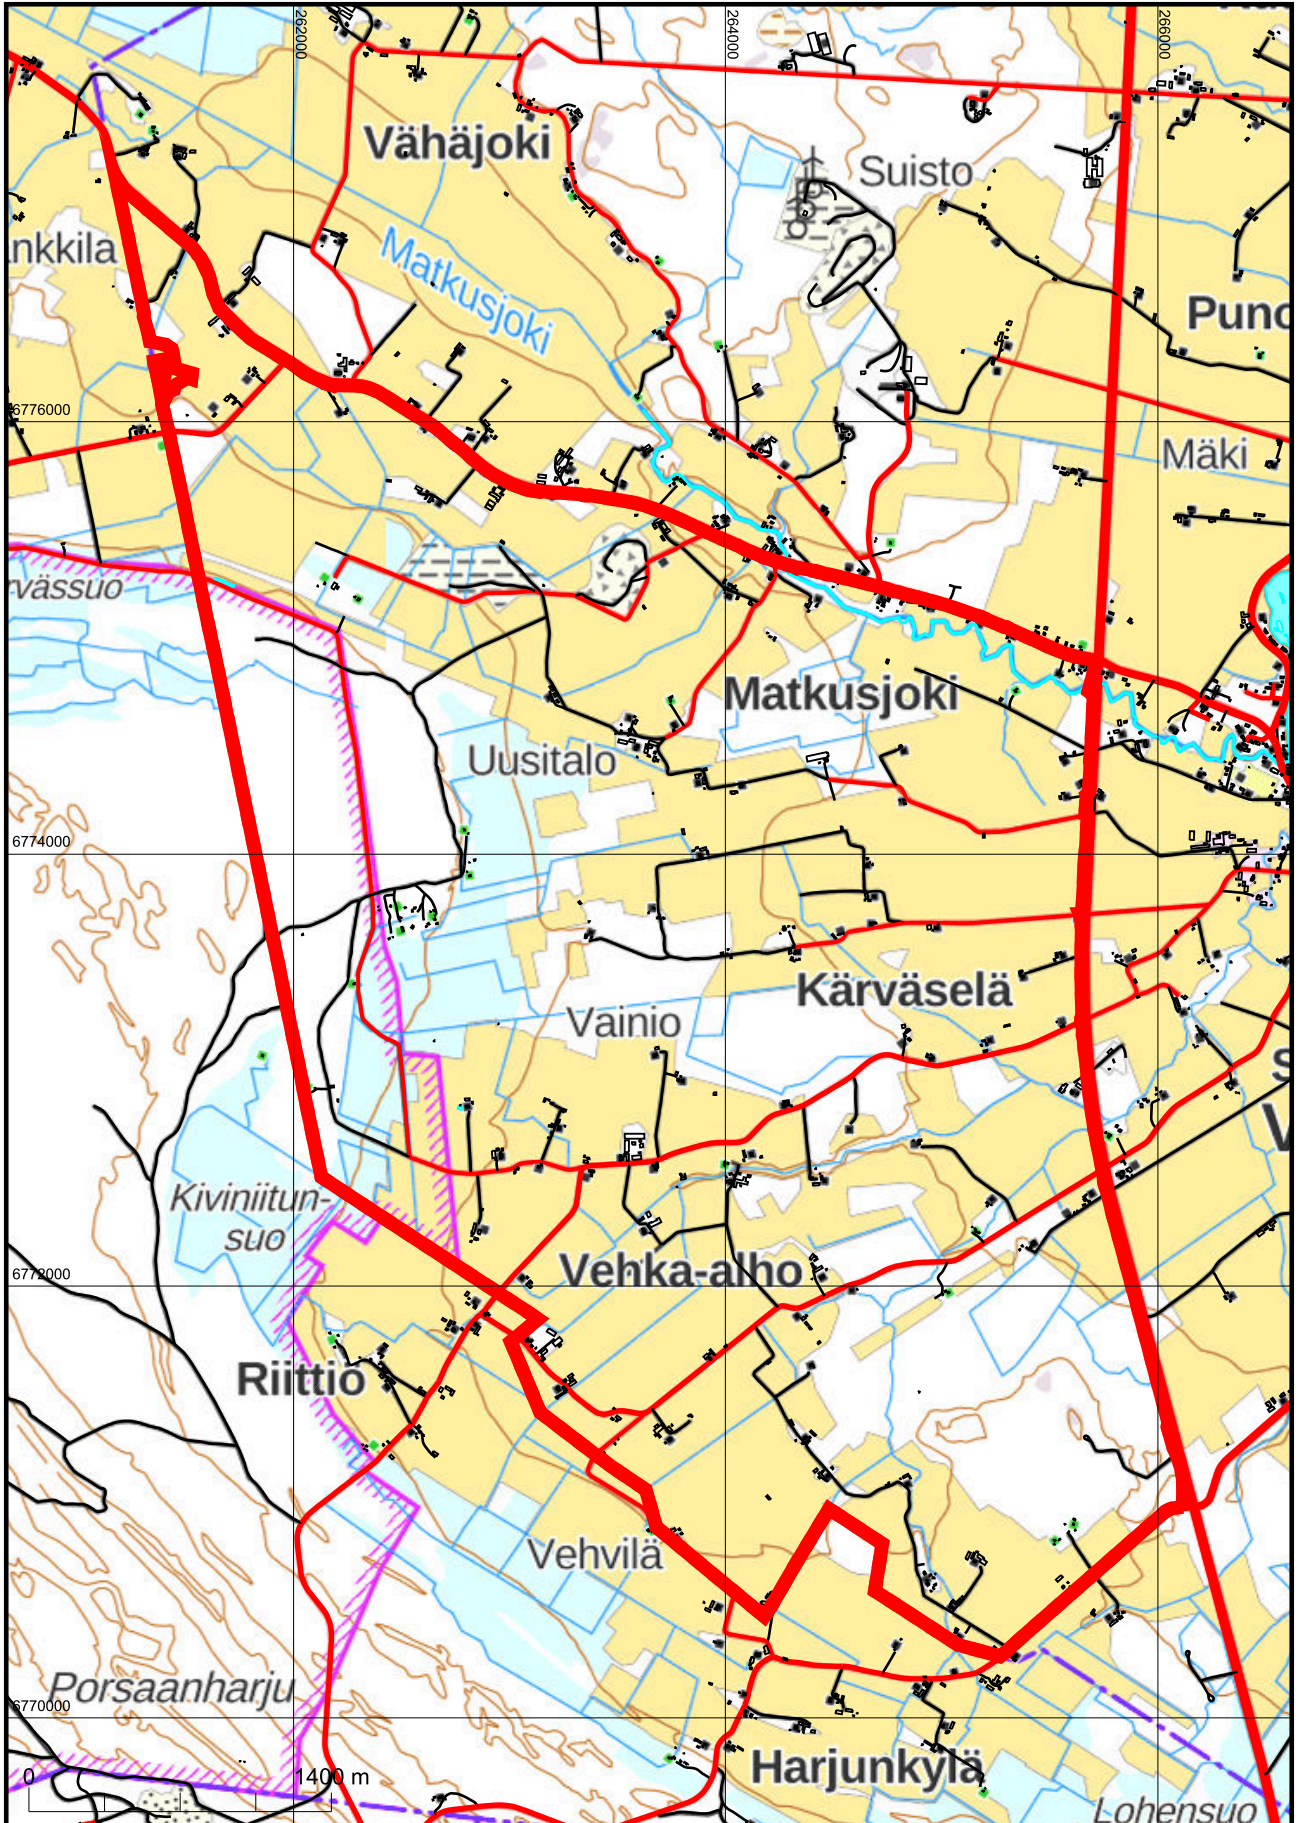 262000
264000
266000
Vähäjoki
Suisto
nkkila
Matkusjoki
Puno
6776000
Mäki
rvässuo
Matkusjoki
Uusitalo
6774000
Kärväselä
Vainio
S
V
Kiviniitun-
suo
6772000
Vehka-alho
Riittiö
Vehvilä
Porsaanharju
6770000
Harjunkylä
0
1400 m
Lohensuo